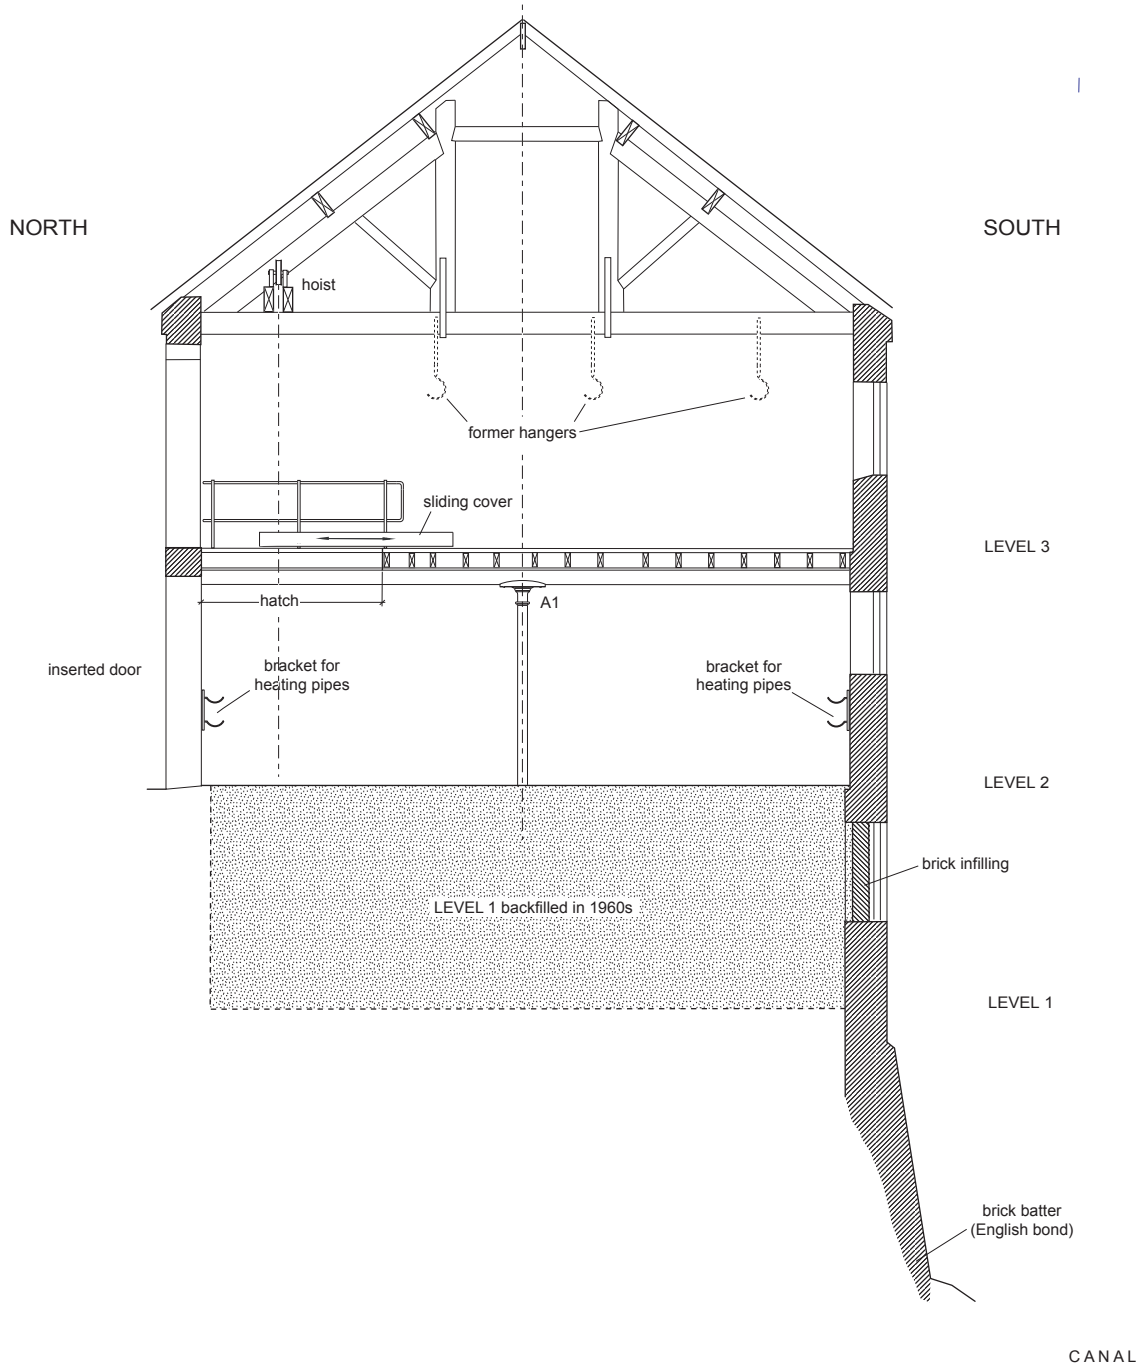 NORTH
SOUTH
hoist
former hangers
sliding cover
LEVEL 3
hatch
A1
inserted door
bracket for
heating pipes
bracket for
heating pipes
LEVEL 2
brick infilling
LEVEL 1 backfilled in 1960s
LEVEL 1
brick batter
(English bond)
CANAL